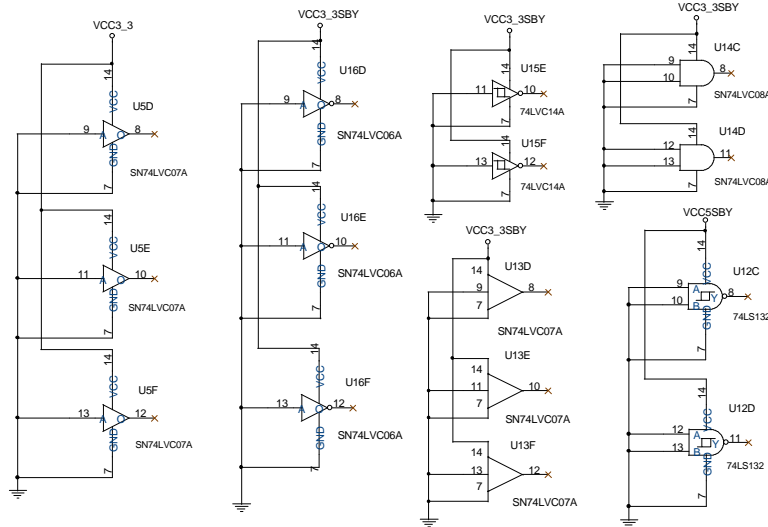 VCC3_3
14
VCC
U5D
9
A
O
8
GND
SN74LVC07A
7
14
VCC
U5E
11
A
O
10
GND
SN74LVC07A
7
14
VCC
U5F
13
A
O
12
GND
SN74LVC07A
7
VCC3_3SBY
14
VCC
U16D
9
A
O
8
GND
SN74LVC06A
7
14
VCC
U16E
11
A
O
10
GND
SN74LVC06A
7
14
VCC
U16F
13
A
O
12
GND
SN74LVC06A
7
VCC3_3SBY
U15E
14
11
10
74LVC14A
7
U15F
14
13
12
74LVC14A
7
VCC3_3SBY
U13D
14
9
8
7
SN74LVC07A
U13E
14
11
10
7
SN74LVC07A
U13F
14
13
12
7
SN74LVC07A
VCC3_3SBY
U14C
14
9
10
8
SN74LVC08A
7
U14D
14
12
13
11
SN74LVC08A
7
VCC5SBY
14
VCC
U12C
9
A
10
B
Y
8
GND
74LS132
7
14
VCC
U12D
12
A
13
B
Y
11
GND
74LS132
7